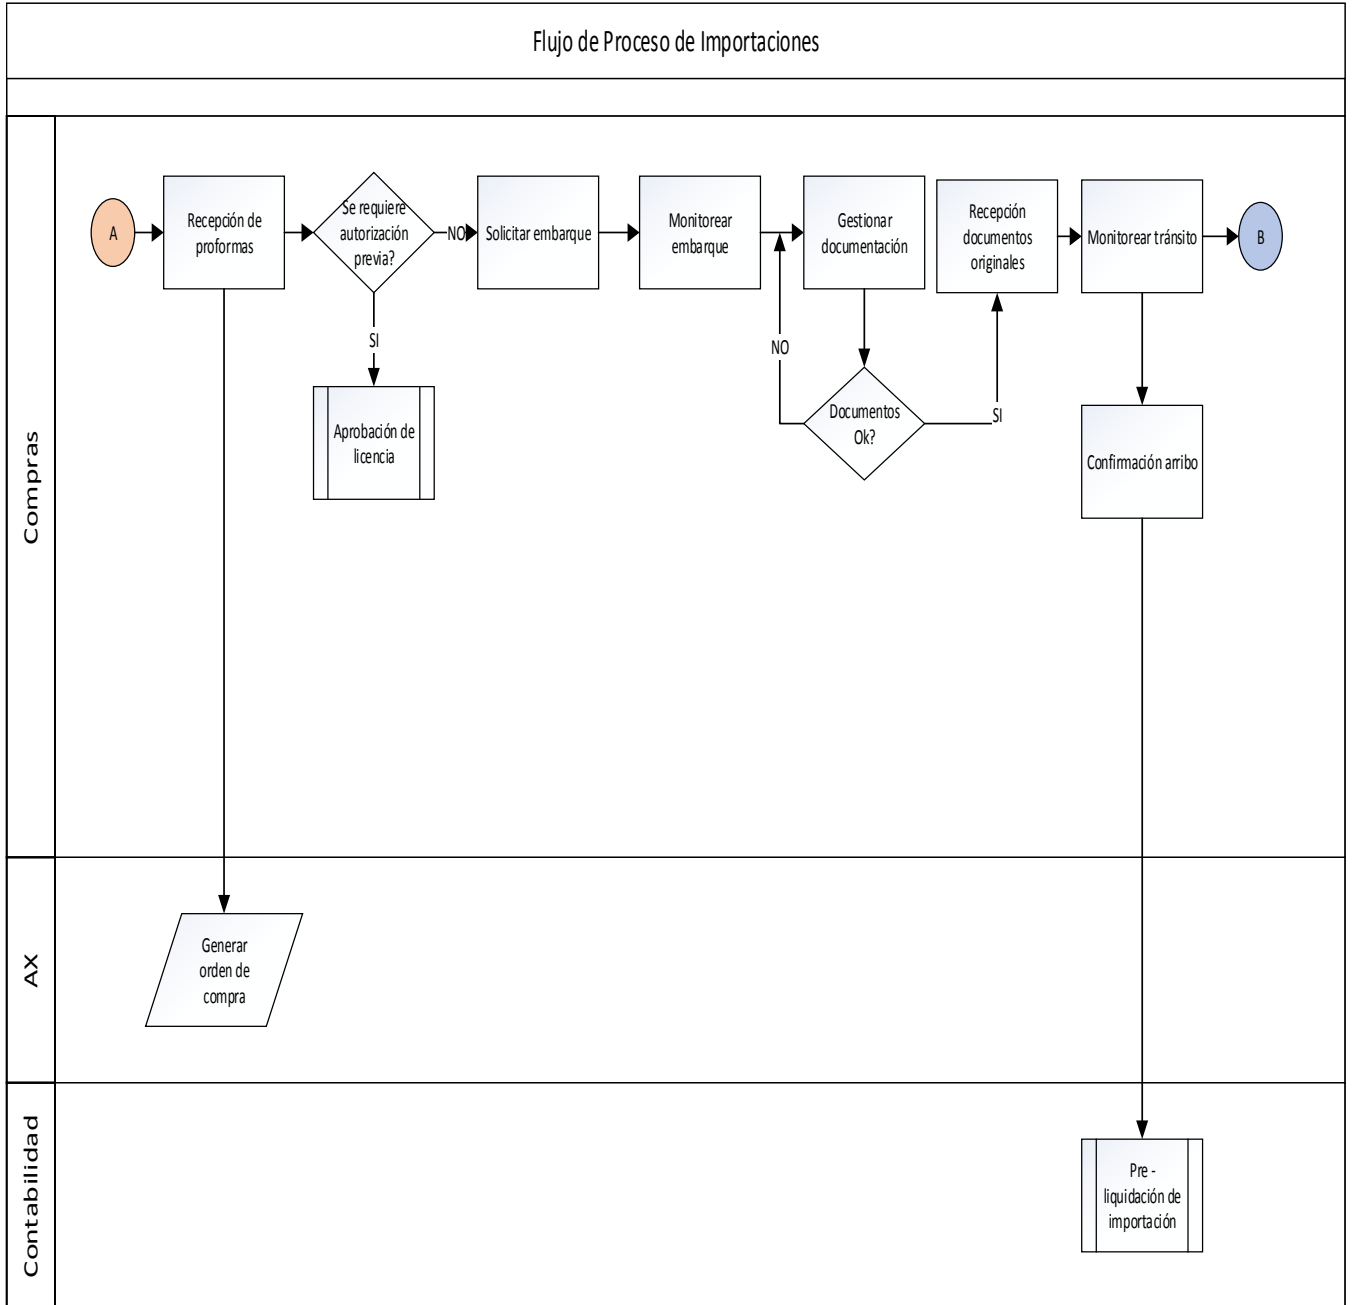 Flujo de Proceso de Importaciones
Compras
A
Recepción de
proformas
Se requiere
autorización
previa?
NO
Solicitar embarque
Monitorear
embarque
Gestionar
documentación
Recepción
documentos
originales
Monitorear tránsito
B
SI
NO
Documentos
Ok?
SI
Aprobación de
licencia
Confirmación arribo
AX
Generar
orden de
compra
Contabilidad
Pre -
liquidación de
importación